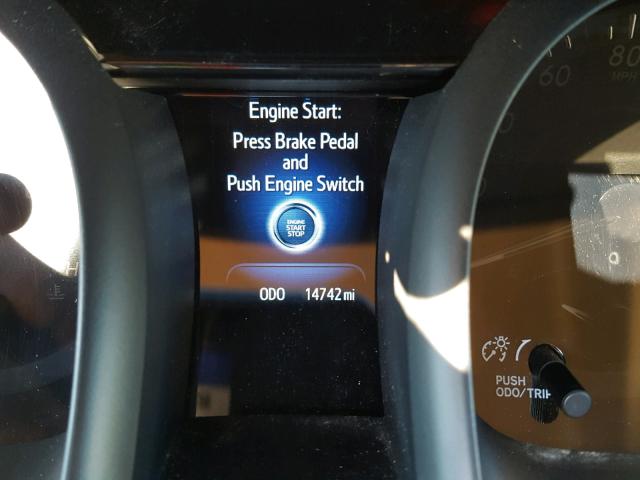 Engine Start:
Press Brake Pedal
and
Push Engine Switch
ENGINE
START
STOP
ODO 14742 mi
60
80
MPH
PUSH
ODO/TRIP